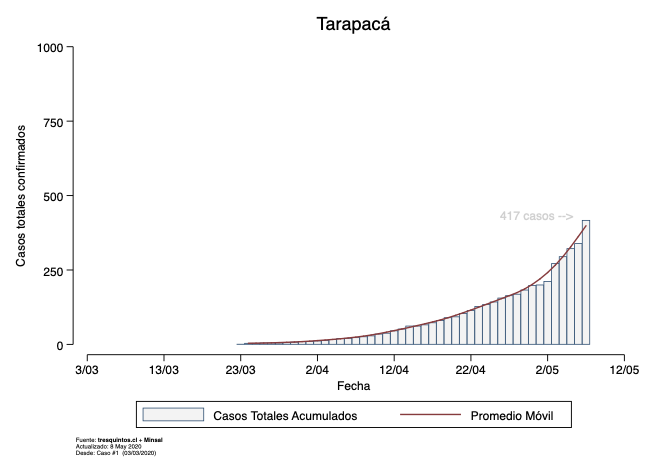 Tarapacá
1000
750
500
250
0
Casos totales confirmados
417 casos -->
3/03 13/03 23/03 2/04 12/04 22/04 2/05 12/05
Fecha
Casos Totales Acumulados Promedio Móvil
Fuente: tresquintos.cl + Minsal
Actualizado: 8 May 2020
Desde: Caso #1 (03/03/2020)